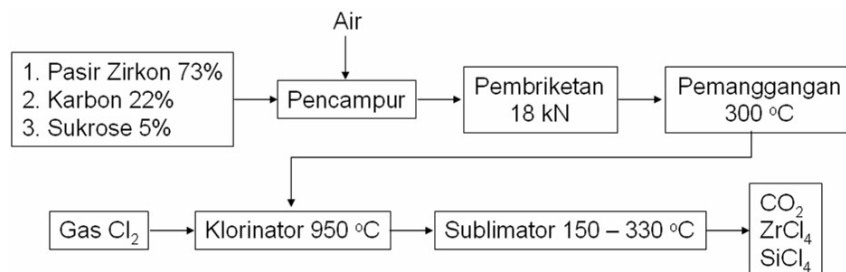 Air
1. Pasir Zirkon 73%
2. Karbon 22%
3. Sukrose 5%
Pencampur
Pembriketan
18 kN
Pemanggangan
300 °C
Gas Cl₂
Klorinator 950 °C
Sublimator 150 – 330 °C
CO₂
ZrCl₄
SiCl₄